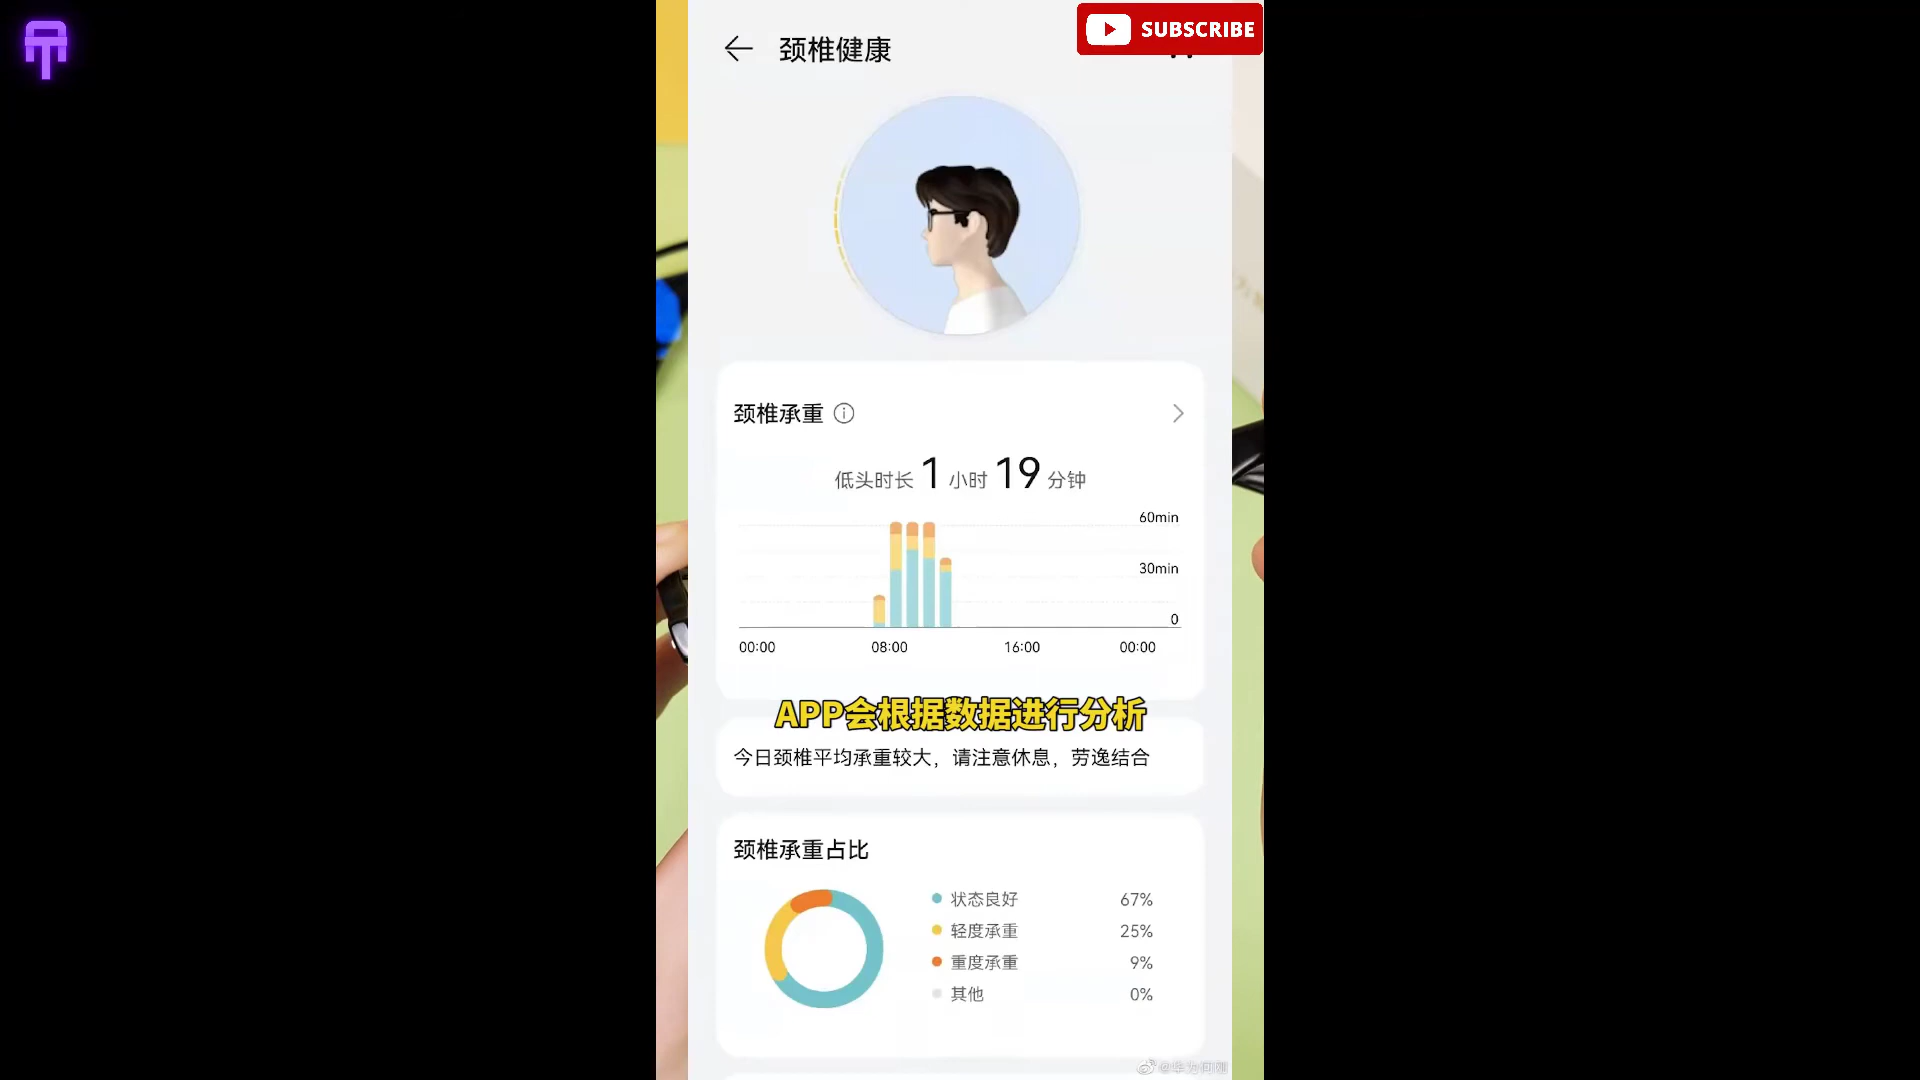 SUBSCRIBE
颈椎健康
颈椎承重
低头时长 1 小时 19 分钟
60min
30min
0
00:00 08:00 16:00 00:00
APP会根据数据进行分析
今日颈椎平均承重较大，请注意休息，劳逸结合
颈椎承重占比
状态良好 67%
轻度承重 25%
重度承重 9%
其他 0%
@华为何刚